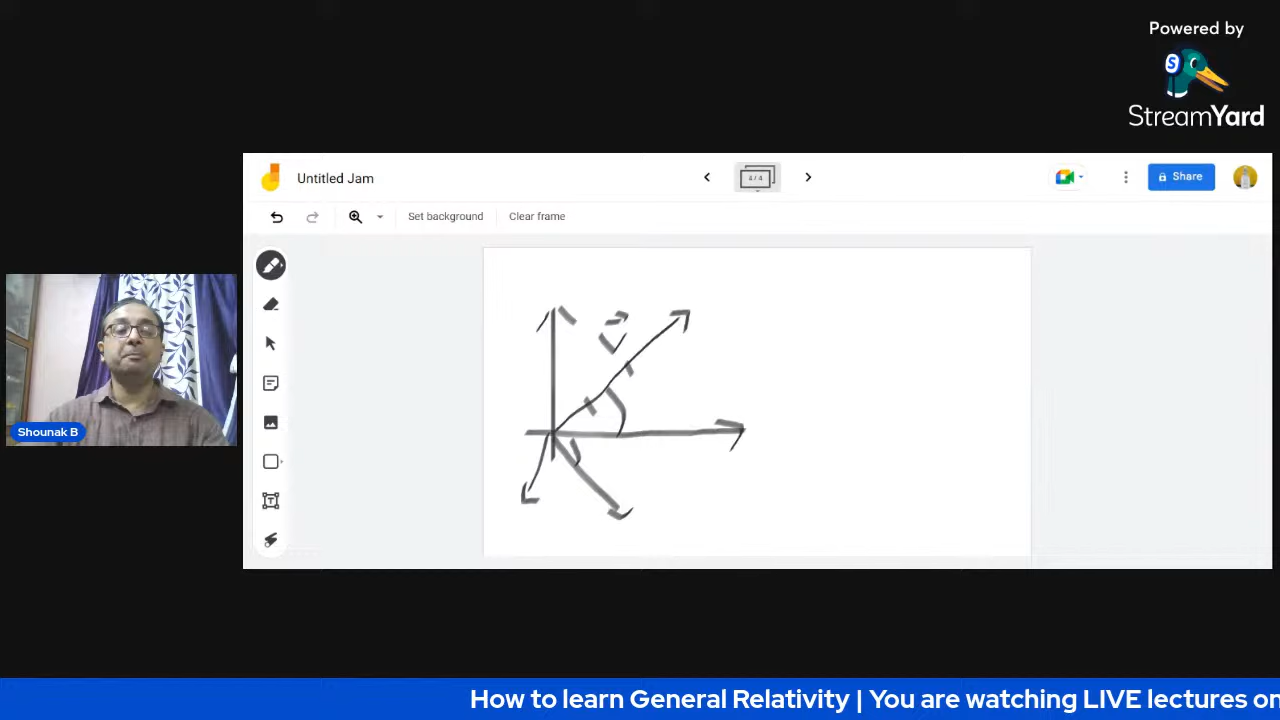 Powered by
StreamYard
Untitled Jam
4 / 4
Share
Set background
Clear frame
v⃗
Shounak B
How to learn General Relativity | You are watching LIVE lectures on